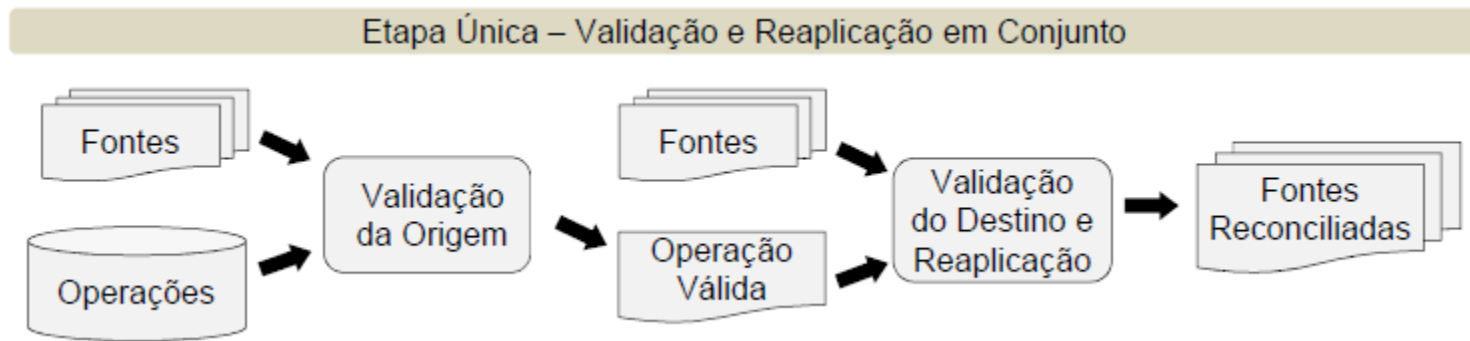 Etapa Única – Validação e Reaplicação em Conjunto
Fontes
Operações
Validação
da Origem
Fontes
Operação
Válida
Validação
do Destino e
Reaplicação
Fontes
Reconciliadas